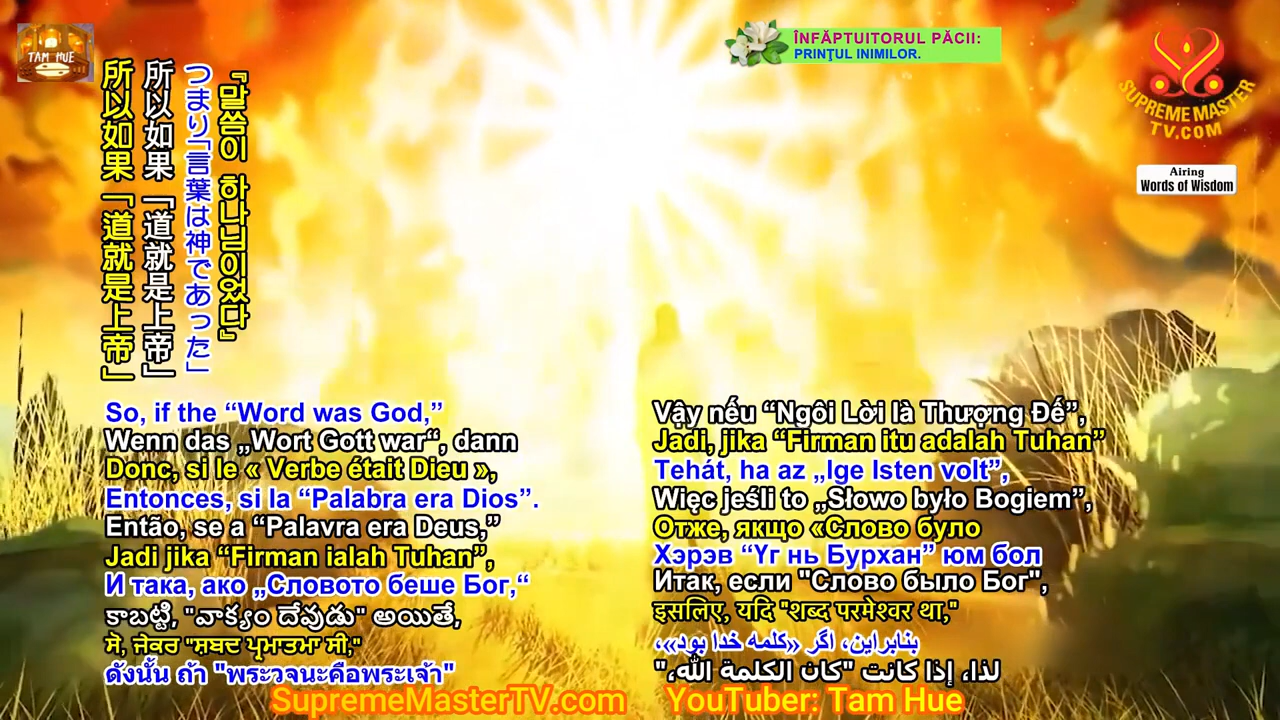 TAM HUE
ÎNFĂPTUITORUL PĂCII:
PRINŢUL INIMILOR.
SUPREME MASTER
TV.COM
Airing
Words of Wisdom
『말씀이 하나님이었다』
つまり「言葉は神であった」
所以如果「道就是上帝」
所以如果「道就是上帝」
So, if the “Word was God,”
Wenn das „Wort Gott war“, dann
Donc, si le « Verbe était Dieu »,
Entonces, si la “Palabra era Dios”.
Então, se a “Palavra era Deus,”
Jadi jika “Firman ialah Tuhan”,
И така, ако „Словото беше Бог,“
కాబట్టి, "వాక్యం దేవుడు" అయితే,
ਸੋ, ਜੇਕਰ "ਸ਼ਬਦ ਪ੍ਰਮਾਤਮਾ ਸੀ,"
ดังนั้น ถ้า "พระวจนะคือพระเจ้า"
Vậy nếu “Ngôi Lời là Thượng Đế”,
Jadi, jika “Firman itu adalah Tuhan”
Tehát, ha az „Ige Isten volt”,
Więc jeśli to „Słowo było Bogiem”,
Отже, якщо «Слово було
Хэрэв “Үг нь Бурхан” юм бол
Итак, если "Слово было Бог",
इसलिए, यदि "शब्द परमेश्वर था,"
بنابراین، اگر «کلمه خدا بود»،
لذا، إذا كانت "كان الكلمة الله،"
SupremeMasterTV.com
YouTuber: Tam Hue